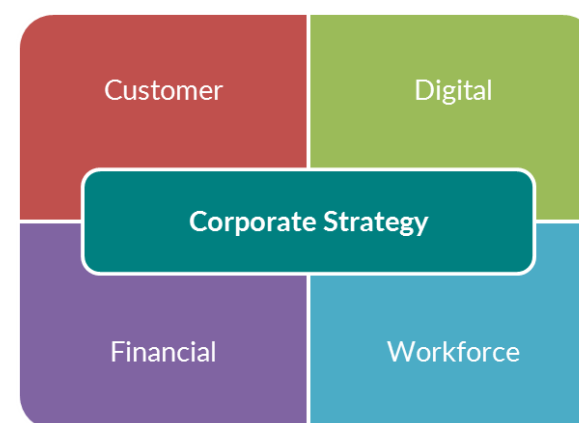 Customer
Digital
Corporate Strategy
Financial
Workforce